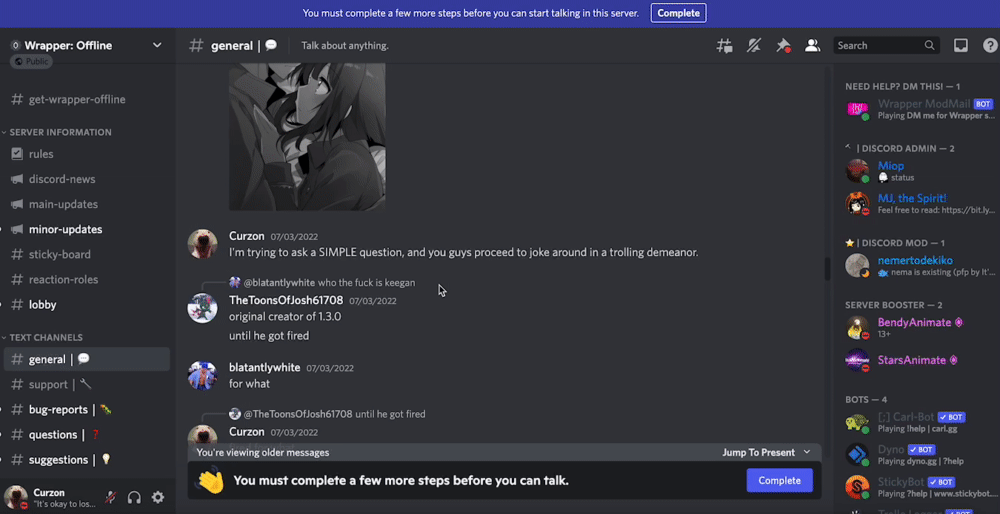 You must complete a few more steps before you can start talking in this server. Complete
0 Wrapper: Offline
Public
get-wrapper-offline
SERVER INFORMATION
rules
discord-news
main-updates
minor-updates
sticky-board
reaction-roles
lobby
TEXT CHANNELS
general |
support |
bug-reports |
questions | ?
suggestions |
Curzon
"It's okay to los...
# general | Talk about anything.
Search
Curzon 07/03/2022
I'm trying to ask a SIMPLE question, and you guys proceed to joke around in a trolling demeanor.
@blatantlywhite who the fuck is keegan
TheToonsOfJosh61708 07/03/2022
original creator of 1.3.0
until he got fired
blatantlywhite 07/03/2022
for what
@TheToonsOfJosh61708 until he got fired
Curzon 07/03/2022
You're viewing older messages Jump To Present
You must complete a few more steps before you can talk. Complete
NEED HELP? DM THIS! — 1
Wrapper ModMail BOT
Playing DM me for Wrapper s...
| DISCORD ADMIN — 2
Miop
status
MJ, the Spirit!
Feel free to read: https://bit.ly...
| DISCORD MOD — 1
nemertodekiko
nema is existing (pfp by It'...
SERVER BOOSTER — 2
BendyAnimate
13+
StarsAnimate
BOTS — 4
[;] Carl-Bot BOT
Playing !help | carl.gg
Dyno BOT
Playing dyno.gg | ?help
StickyBot BOT
Playing ?help | www.stickybot....